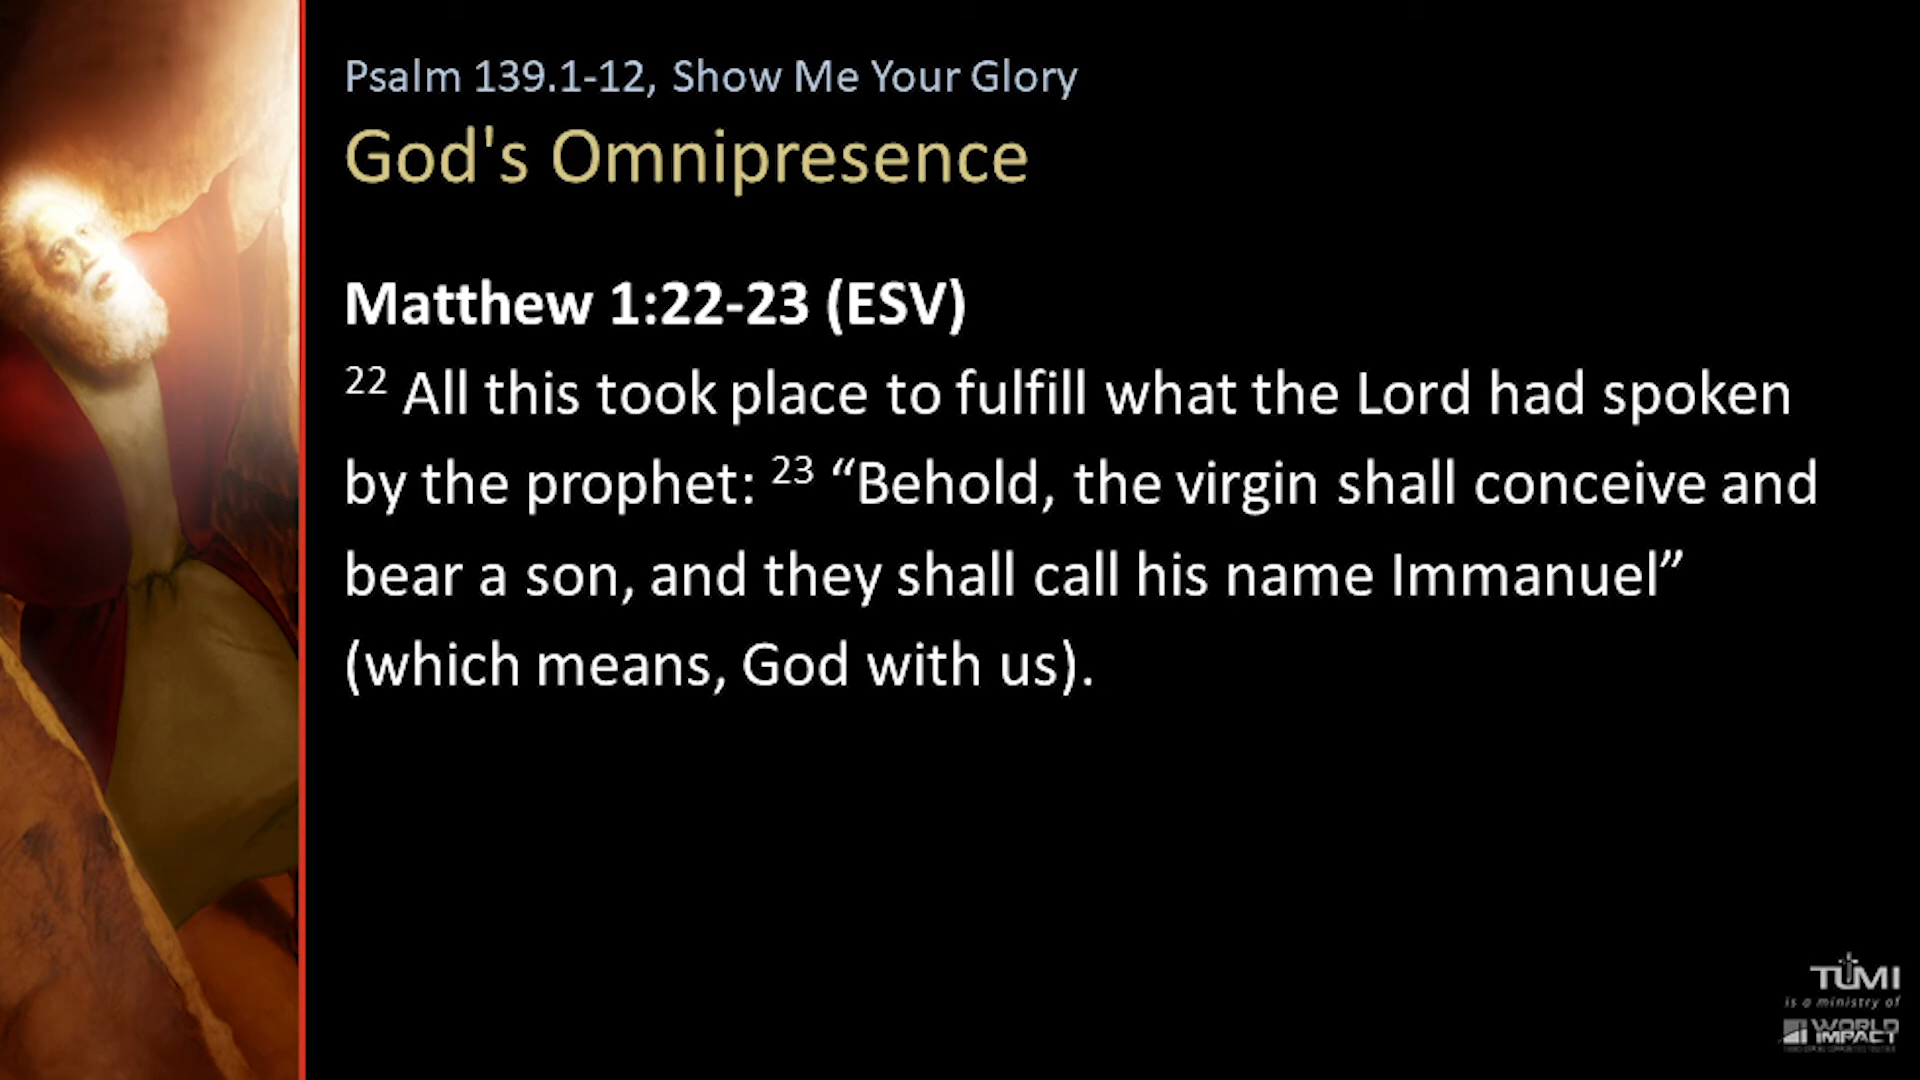 Psalm 139.1-12, Show Me Your Glory
God's Omnipresence
Matthew 1:22-23 (ESV)
22 All this took place to fulfill what the Lord had spoken
by the prophet: 23 “Behold, the virgin shall conceive and
bear a son, and they shall call his name Immanuel”
(which means, God with us).
TUMI
is a ministry of
WORLD
IMPACT